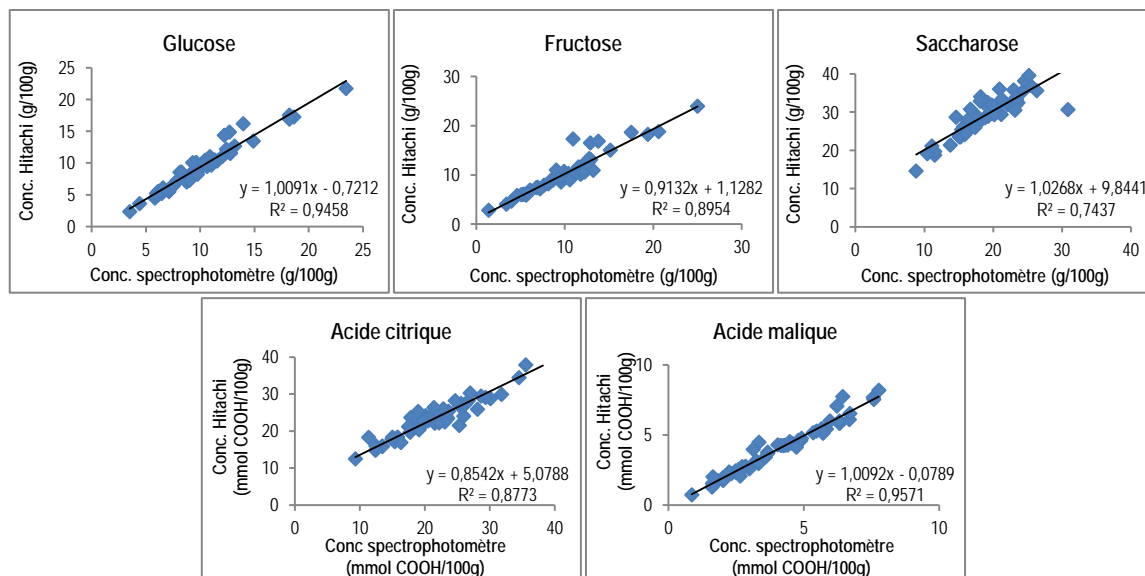 Glucose
Conc. Hitachi (g/100g)
25
20
15
10
5
0
y = 1,0091x - 0,7212
R² = 0,9458
0 5 10 15 20 25
Conc. spectrophotomètre (g/100g)
Fructose
Conc. Hitachi (g/100g)
30
20
10
0
y = 0,9132x + 1,1282
R² = 0,8954
0 10 20 30
Conc. spectrophotomètre (g/100g)
Saccharose
Conc. Hitachi (g/100g)
40
30
20
10
0
y = 1,0268x + 9,8441
R² = 0,7437
0 10 20 30 40
Conc. spectrophotomètre (g/100g)
Acide citrique
Conc. Hitachi
(mmol COOH/100g)
40
30
20
10
0
y = 0,8542x + 5,0788
R² = 0,8773
0 10 20 30 40
Conc spectrophotomètre
(mmol COOH/100g)
Acide malique
Conc. Hitachi
(mmol COOH/100g)
10
5
0
y = 1,0092x - 0,0789
R² = 0,9571
0 5 10
Conc. spectrophotomètre
(mmol COOH/100g)